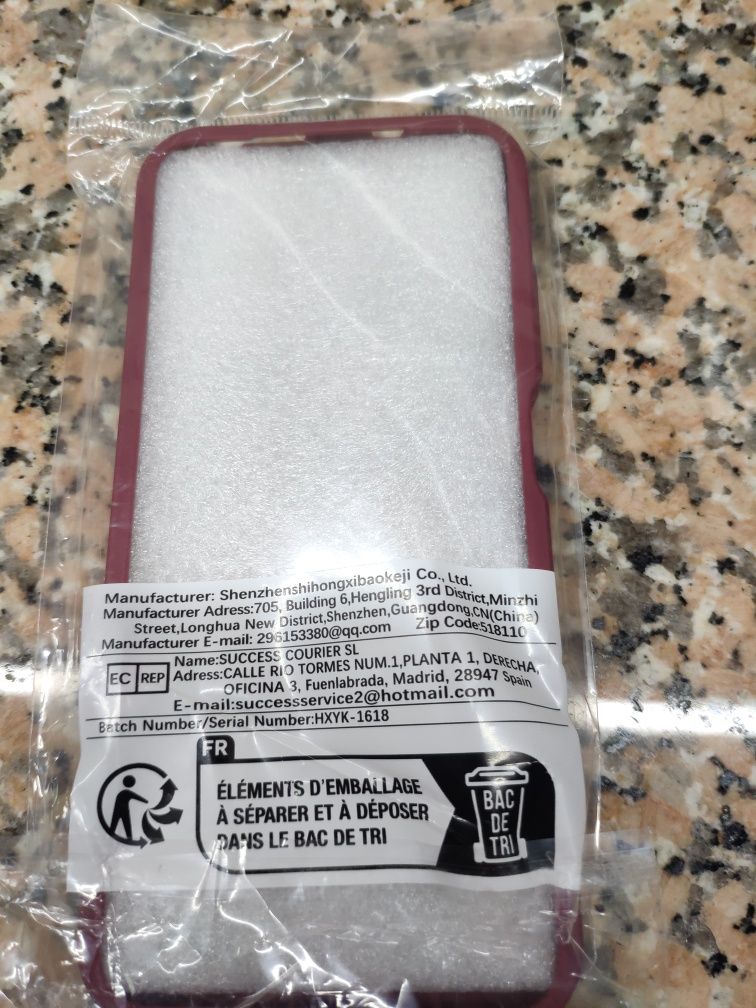 Manufacturer: Shenzhenshihongxibaokeji Co., Ltd.
Manufacturer Adress:705, Building 6,Hengling 3rd District,Minzhi
Street,Longhua New District,Shenzhen,Guangdong,CN(China)
Manufacturer E-mail: 296153380@qq.com Zip Code:518110
EC REP
Name:SUCCESS COURIER SL
Adress:CALLE RIO TORMES NUM.1,PLANTA 1, DERECHA,
OFICINA 3, Fuenlabrada, Madrid, 28947 Spain
E-mail:successservice2@hotmail.com
Batch Number/Serial Number:HXYK-1618
FR
ÉLÉMENTS D'EMBALLAGE
À SÉPARER ET À DÉPOSER
DANS LE BAC DE TRI
BAC
DE
TRI